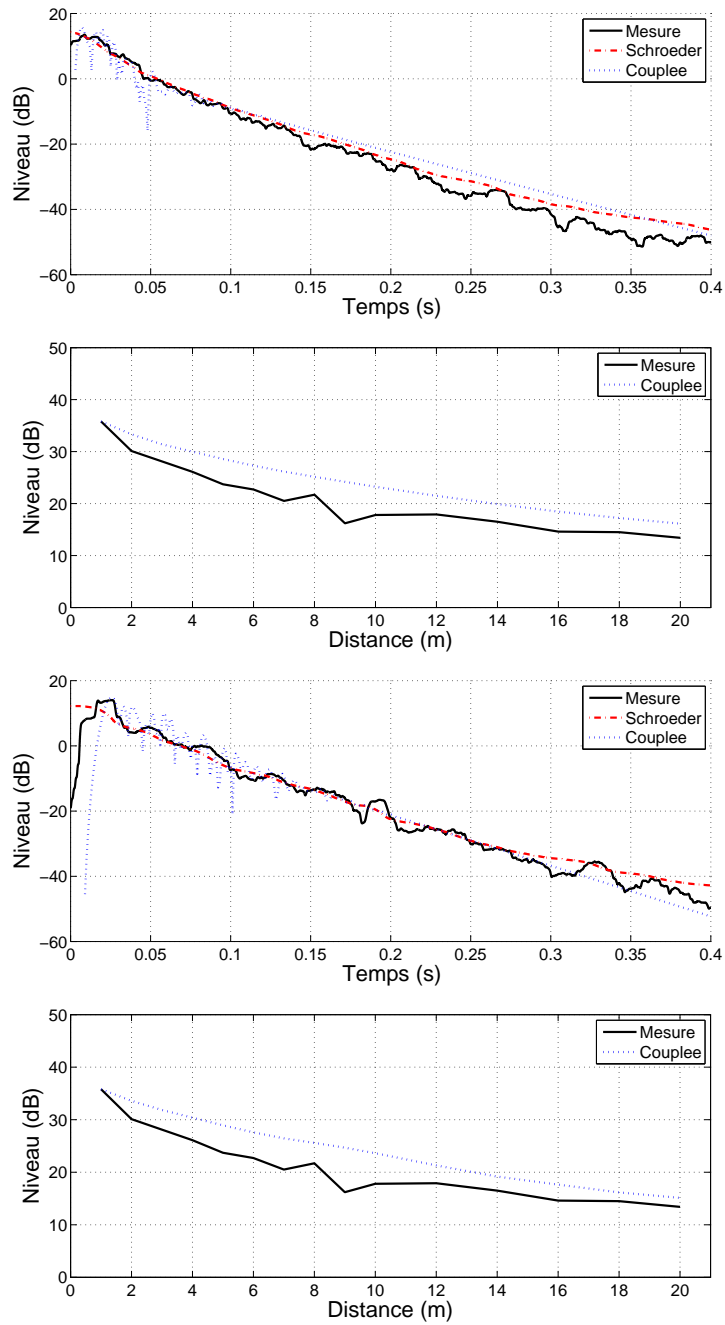 20
0
−20
−40
−60
Niveau (dB)
Mesure
Schroeder
Couplee
0 0.05 0.1 0.15 0.2 0.25 0.3 0.35 0.4
Temps (s)
50
40
30
20
10
0
Niveau (dB)
Mesure
Couplee
0 2 4 6 8 10 12 14 16 18 20
Distance (m)
20
0
−20
−40
−60
Niveau (dB)
Mesure
Schroeder
Couplee
0 0.05 0.1 0.15 0.2 0.25 0.3 0.35 0.4
Temps (s)
50
40
30
20
10
0
Niveau (dB)
Mesure
Couplee
0 2 4 6 8 10 12 14 16 18 20
Distance (m)